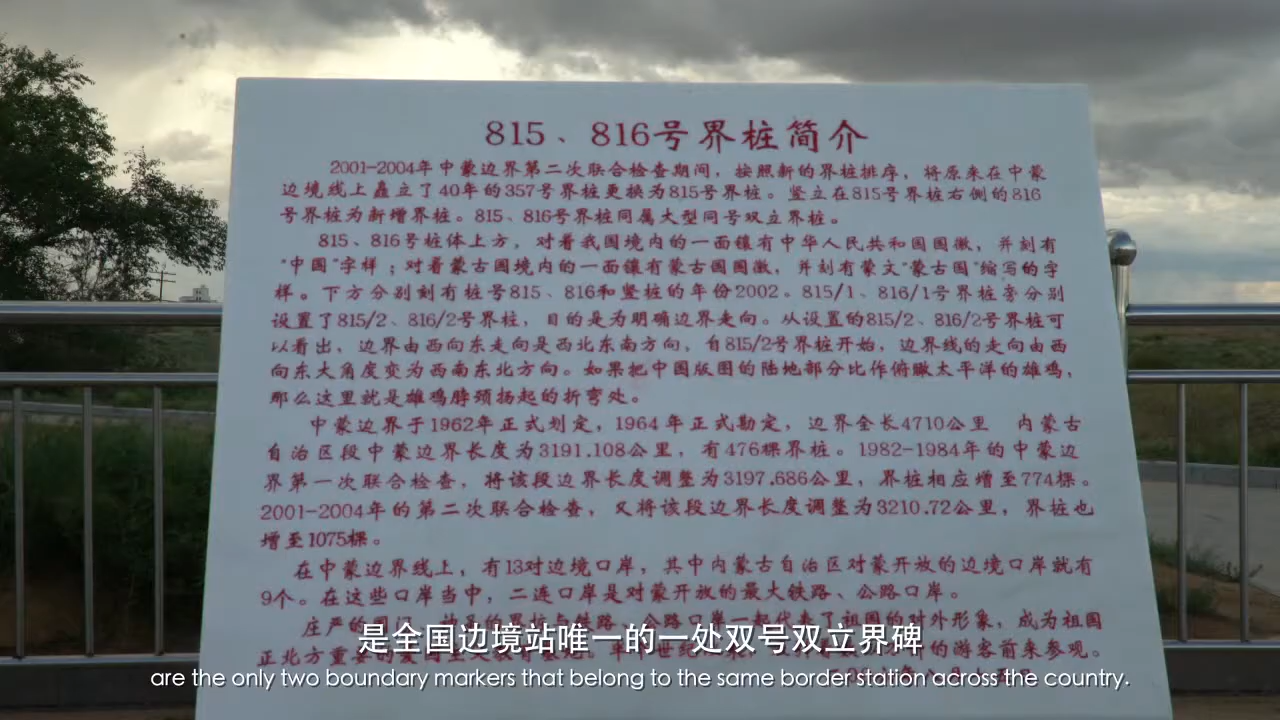 815、816号界桩简介
2001-2004年中蒙边界第二次联合检查期间，按照新的界桩排序，将原来在中蒙
边境线上矗立了40年的357号界桩更换为815号界桩。竖立在815号界桩右侧的816
号界桩为新增界桩。815、816号界桩同属大型同号双立界桩。
815、816号桩体上方，对着我国境内的一面镶有中华人民共和国国徽，并刻有
“中国”字样；对着蒙古国境内的一面镶有蒙古国国徽，并刻有蒙文“蒙古国”缩写的字
样。下方分别刻有桩号815、816和竖桩的年份2002。815/1、816/1号界桩旁分别
设置了815/2、816/2号界桩，目的是为明确边界走向。从设置的815/2、816/2号界桩可
以看出，边界由西向东走向是西北东南方向，自815/2号界桩开始，边界线的走向由西
向东大角度变为西南东北方向。如果把中国版图的陆地部分比作俯瞰太平洋的雄鸡，
那么这里就是雄鸡脖颈扬起的折弯处。
中蒙边界于1962年正式划定，1964年正式勘定，边界全长4710公里 内蒙古
自治区段中蒙边界长度为3191.108公里，有476棵界桩。1982-1984年的中蒙边
界第一次联合检查，将该段边界长度调整为3197.686公里，界桩相应增至774棵。
2001-2004年的第二次联合检查，又将该段边界长度调整为3210.72公里，界桩也
增至1075棵。
在中蒙边界线上，有13对边境口岸，其中内蒙古自治区对蒙开放的边境口岸就有
9个。在这些口岸当中，二连口岸是对蒙开放的最大铁路、公路口岸。
庄严的国门 对外形象，成为祖国
正北方重要的 的游客前来参观。
是全国边境站唯一的一处双号双立界碑
are the only two boundary markers that belong to the same border station across the country.